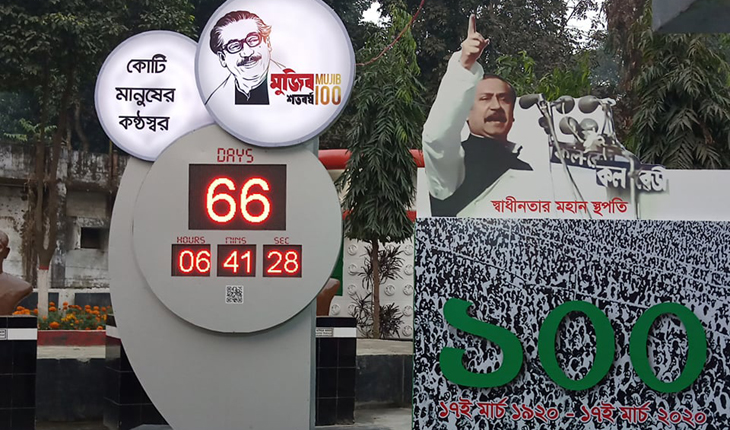 কোটি
মানুষের
কণ্ঠস্বর
মুজিব MUJIB
শতবর্ষ 100
DAYS
66
HOURS MINS SEC
06 41 28
স্বাধীনতার মহান স্থপতি
১০০
১৭ই মার্চ ১৯২০ - ১৭ই মার্চ ২০২০